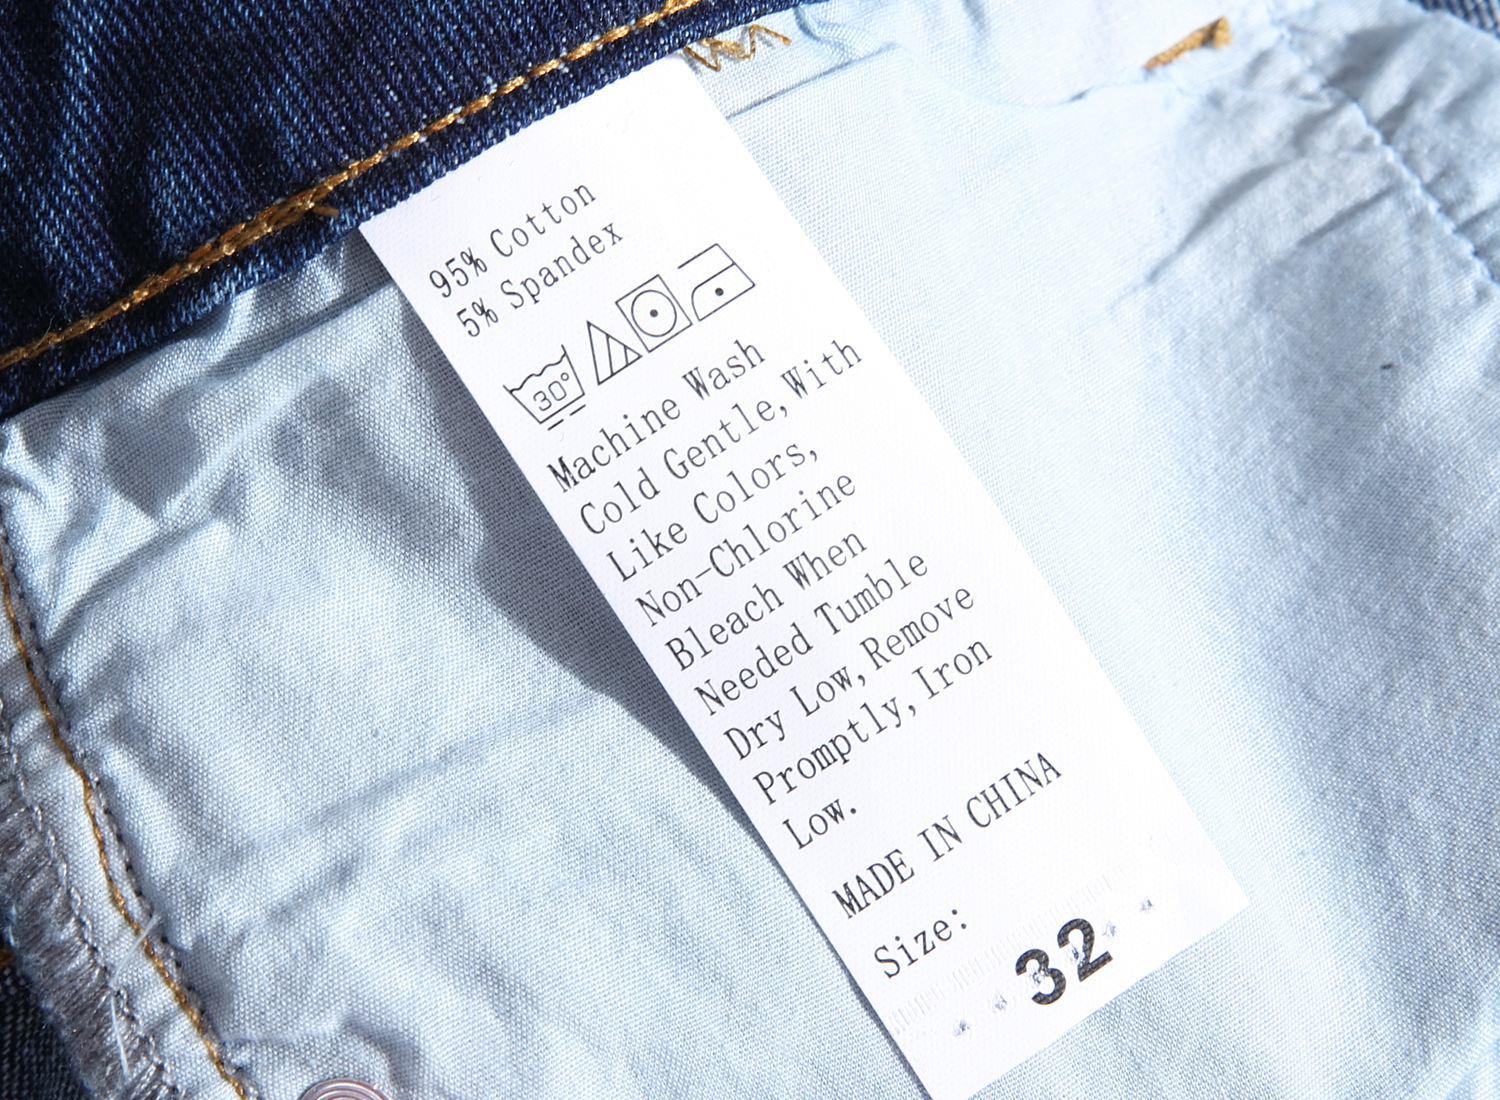 95% Cotton
5% Spandex
30°
Machine Wash
Cold Gentle, With
Like Colors,
Non-Chlorine
Bleach When
Needed Tumble
Dry Low, Remove
Promptly, Iron
Low.
MADE IN CHINA
Size:
32